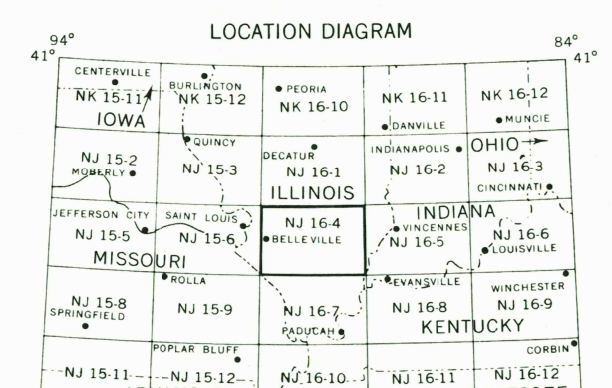 LOCATION DIAGRAM
94° 84°
41° 41°
CENTERVILLE
NK 15-11
IOWA
BURLINGTON
NK 15-12
PEORIA
NK 16-10
NK 16-11
DANVILLE
NK 16-12
MUNCIE
NJ 15-2
MOBERLY
QUINCY
NJ 15-3
DECATUR
NJ 16-1
ILLINOIS
INDIANAPOLIS
NJ 16-2
OHIO
NJ 16-3
CINCINNATI
JEFFERSON CITY
NJ 15-5
SAINT LOUIS
NJ 15-6
MISSOURI
NJ 16-4
BELLEVILLE
INDIANA
VINCENNES
NJ 16-5
NJ 16-6
LOUISVILLE
NJ 15-8
SPRINGFIELD
ROLLA
NJ 15-9
NJ 16-7
PADUCAH
EVANSVILLE
NJ 16-8
KENTUCKY
WINCHESTER
NJ 16-9
NJ 15-11
POPLAR BLUFF
NJ 15-12
NJ 16-10
NJ 16-11
CORBIN
NJ 16-12